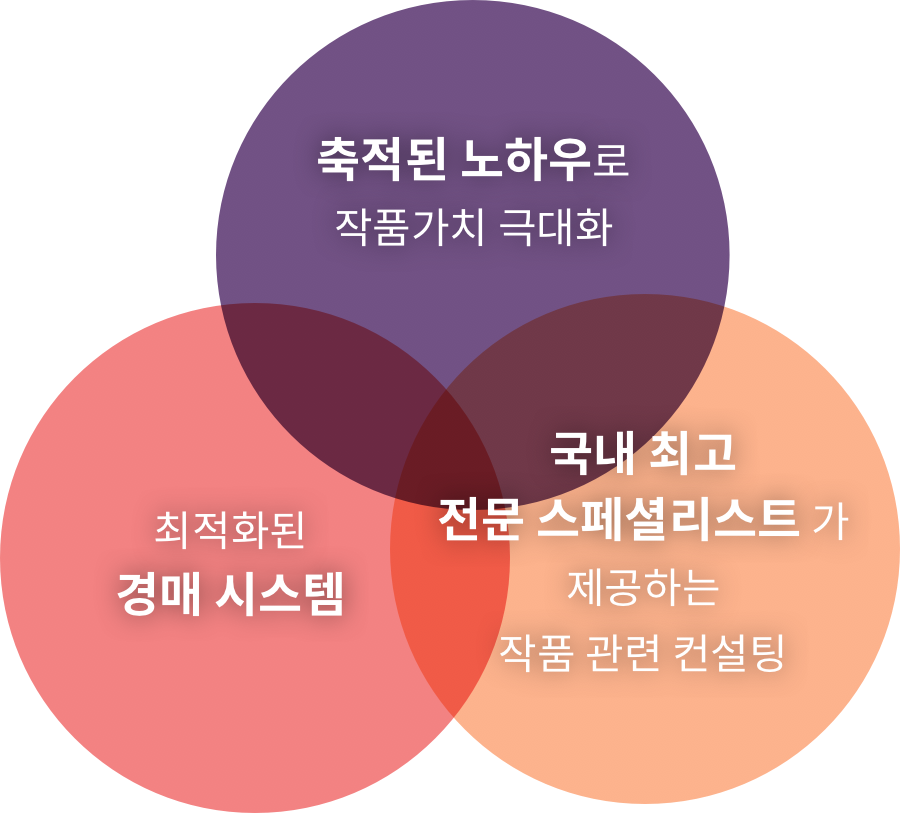 축적된 노하우로
작품가치 극대화
최적화된
경매 시스템
국내 최고
전문 스페셜리스트 가
제공하는
작품 관련 컨설팅